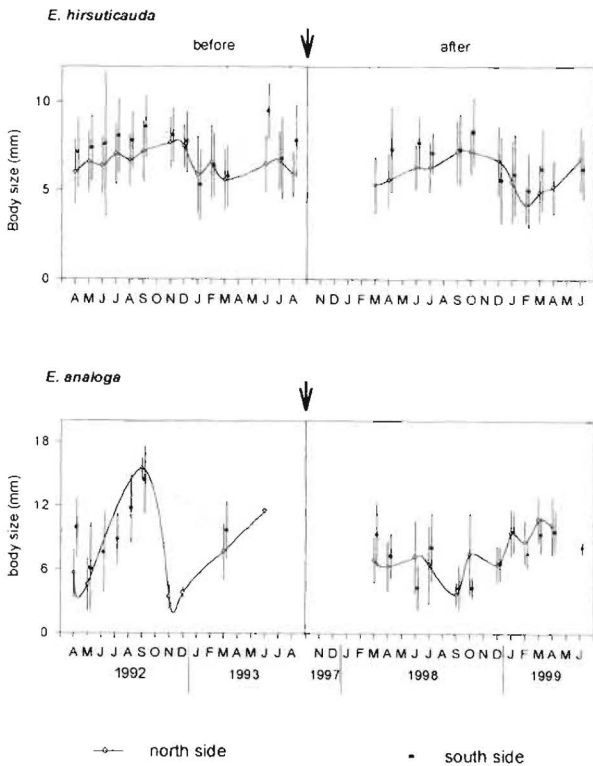 E. hirsuticauda
before after
10
5
0
Body size (mm)
A M J J A S O N D J F M A M J J A N D J F M A M J J A S O N D J F M A M J
E. analoga
18
12
6
0
body size (mm)
A M J J A S O N D J F M A M J J A N D J F M A M J J A S O N D J F M A M J
1992 1993 1997 1998 1999
north side south side